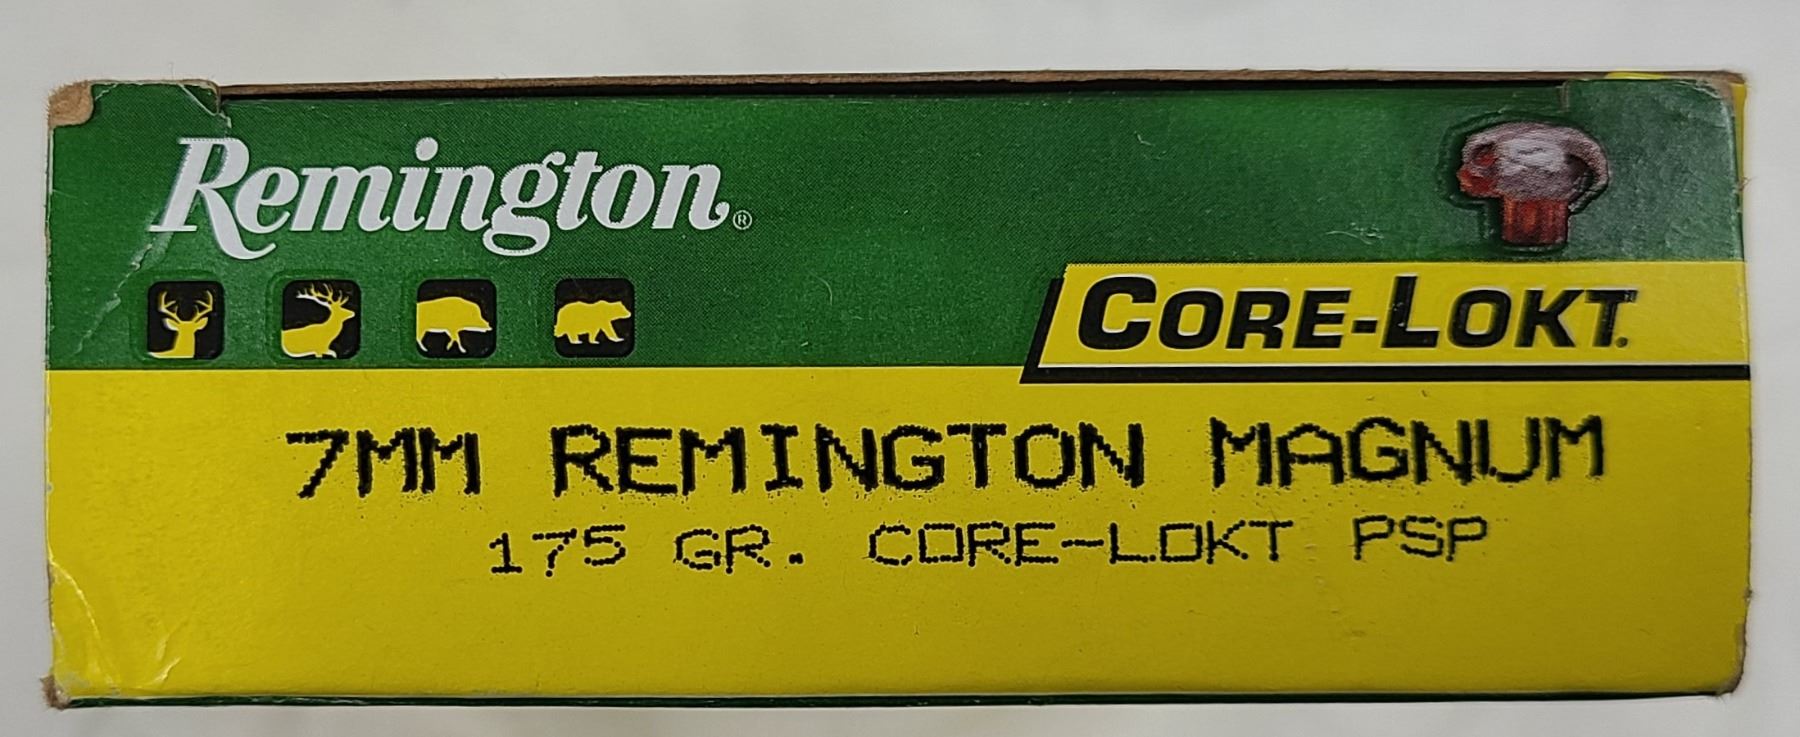 Remington®
CORE-LOKT.
7MM REMINGTON MAGNUM
175 GR. CORE-LOKT PSP